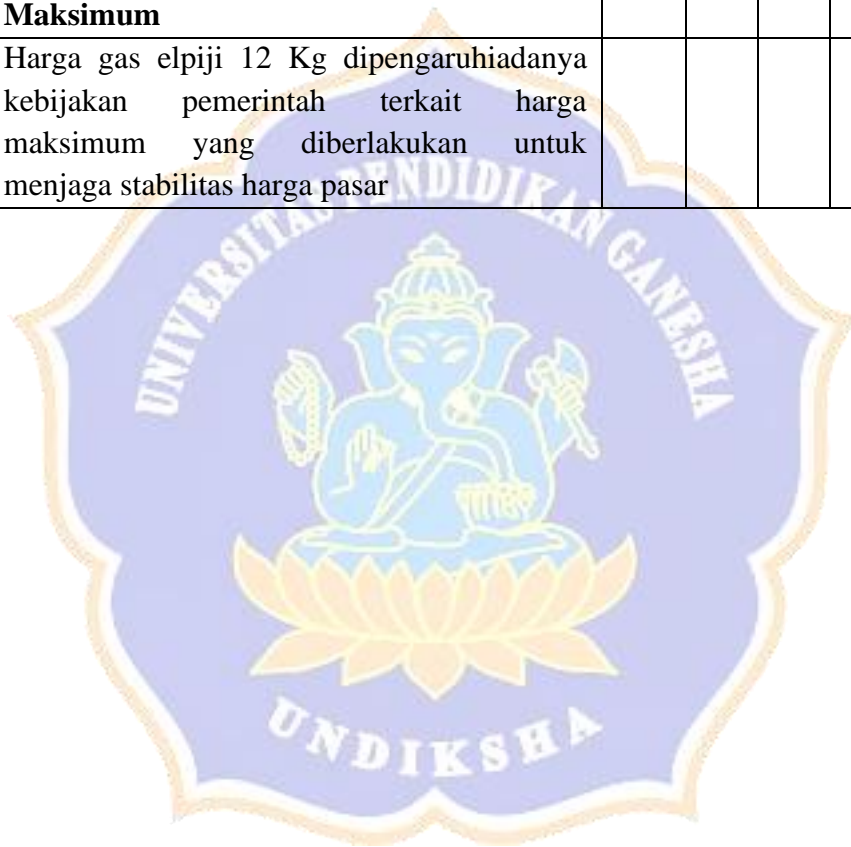 Maksimum
Harga gas elpiji 12 Kg dipengaruhiadanya
kebijakan pemerintah terkait harga
maksimum yang diberlakukan untuk
menjaga stabilitas harga pasar
UNIVERSITAS PENDIDIKAN GANESHA
UNDIKSHA